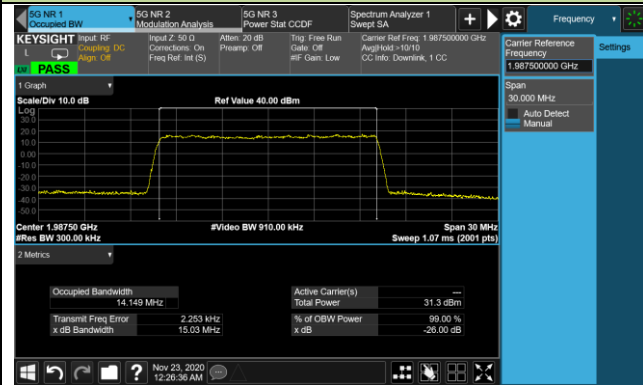 5G NR 1
Occupied BW
5G NR 2
Modulation Analysis
5G NR 3
Power Stat CCDF
Spectrum Analyzer 1
Swept SA
Frequency
KEYSIGHT
L
PASS
Input: RF
Coupling: DC
Align: Off
Input Z: 50 Ω
Corrections: On
Freq Ref: Int (S)
Atten: 20 dB
Preamp: Off
Trig: Free Run
Gate: Off
#IF Gain: Low
Carrier Ref Freq: 1.987500000 GHz
Avg|Hold:>10/10
CC Info: Downlink, 1 CC
Carrier Reference
Frequency
1.987500000 GHz
Settings
Span
30.000 MHz
Auto Detect
Manual
1 Graph
Scale/Div 10.0 dB
Ref Value 40.00 dBm
Log
30.0
20.0
10.0
0.00
-10.0
-20.0
-30.0
-40.0
-50.0
Center 1.98750 GHz
#Video BW 910.00 kHz
Span 30 MHz
#Res BW 300.00 kHz
Sweep 1.07 ms (2001 pts)
2 Metrics
Occupied Bandwidth
14.149 MHz
Active Carrier(s)
---
Total Power
31.3 dBm
Transmit Freq Error
2.253 kHz
% of OBW Power
99.00 %
x dB Bandwidth
15.03 MHz
x dB
-26.00 dB
?
Nov 23, 2020
12:26:36 AM